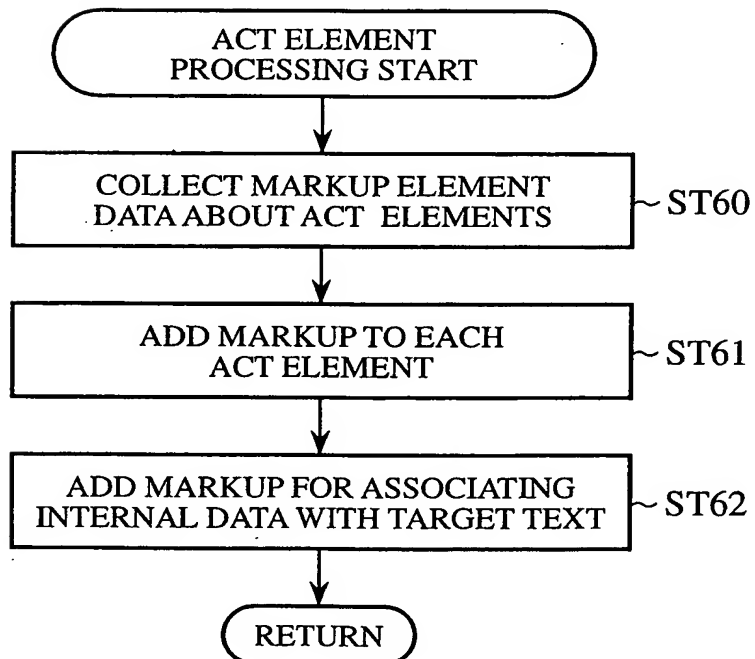 ACT ELEMENT
PROCESSING START
COLLECT MARKUP ELEMENT
DATA ABOUT ACT ELEMENTS
ST60
ADD MARKUP TO EACH
ACT ELEMENT
ST61
ADD MARKUP FOR ASSOCIATING
INTERNAL DATA WITH TARGET TEXT
ST62
RETURN